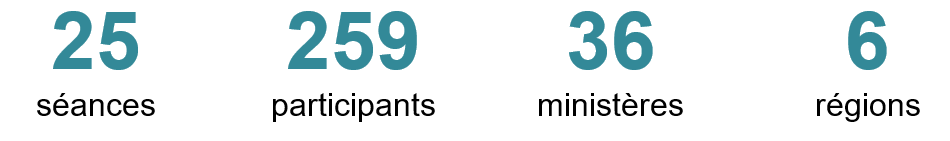 25 259 36 6
séances participants ministères régions